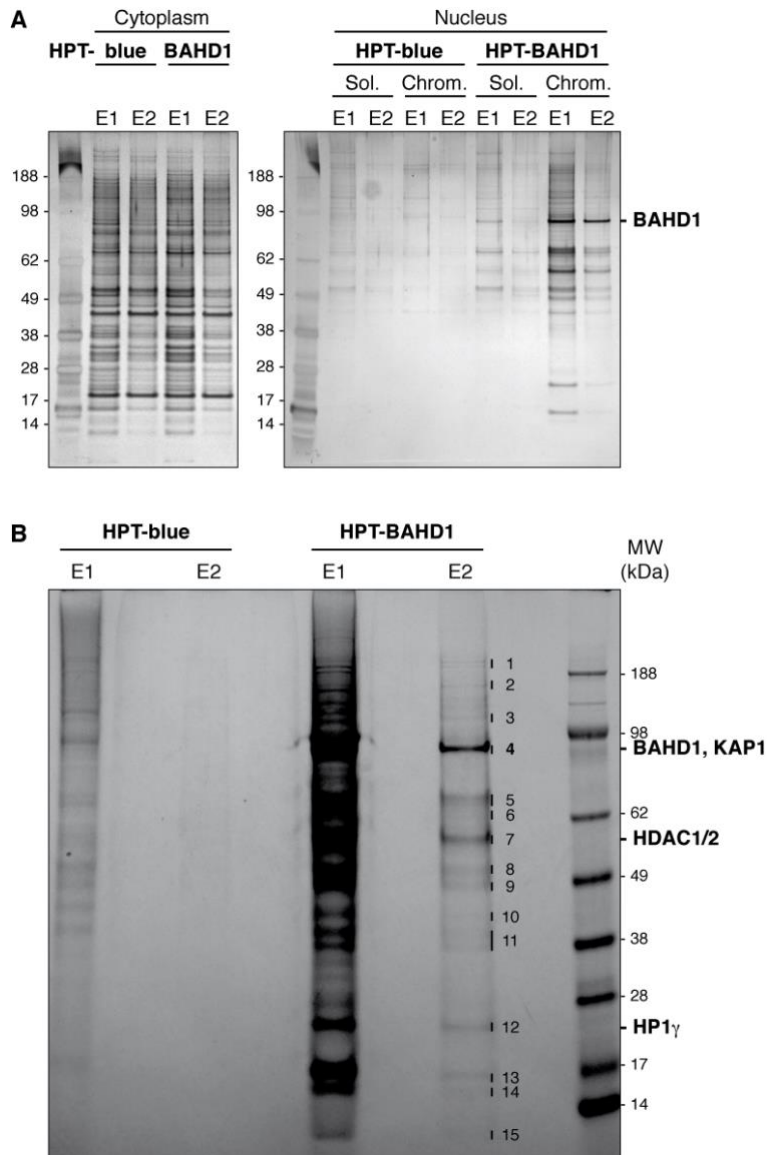 A
Cytoplasm
HPT- blue BAHD1
E1 E2 E1 E2
188
98
62
49
38
28
17
14
Nucleus
HPT-blue HPT-BAHD1
Sol. Chrom. Sol. Chrom.
E1 E2 E1 E2 E1 E2 E1 E2
188
98
62
49
38
28
17
14
BAHD1
B
HPT-blue HPT-BAHD1
E1 E2 E1 E2
MW
(kDa)
1
2
3
4
5
6
7
8
9
10
11
12
13
14
15
188
98
BAHD1, KAP1
62
HDAC1/2
49
38
28
HP1γ
17
14